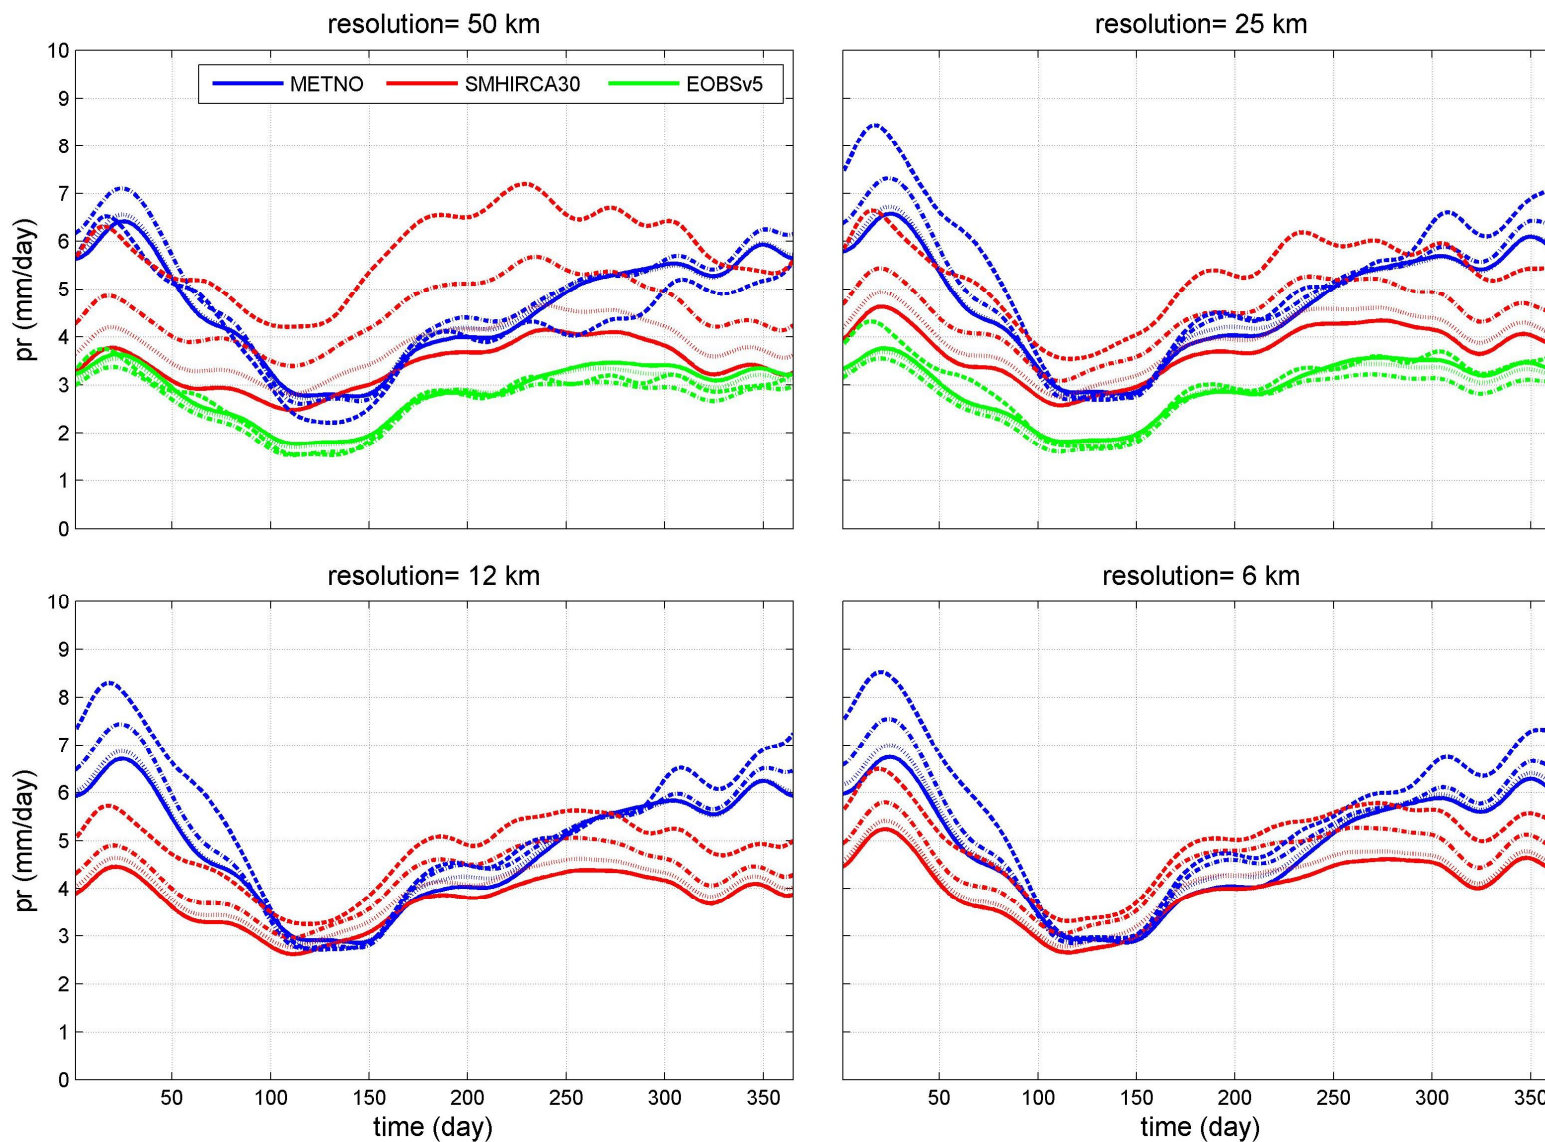 resolution= 50 km
resolution= 25 km
10
9
8
7
6
5
4
3
2
1
0
pr (mm/day)
METNO SMHIRCA30 EOBSv5
resolution= 12 km
resolution= 6 km
10
9
8
7
6
5
4
3
2
1
0
pr (mm/day)
50 100 150 200 250 300 350
time (day)
50 100 150 200 250 300 350
time (day)